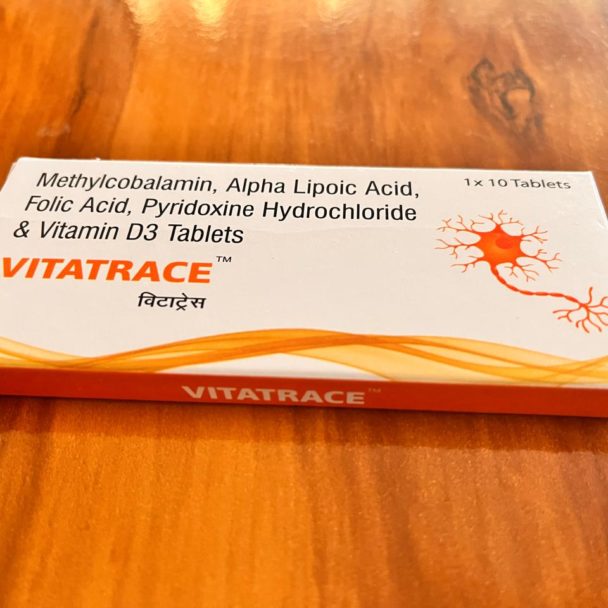 Methylcobalamin, Alpha Lipoic Acid,
Folic Acid, Pyridoxine Hydrochloride
& Vitamin D3 Tablets
1 x 10 Tablets
VITATRACE™
विटाट्रेस
VITATRACE™